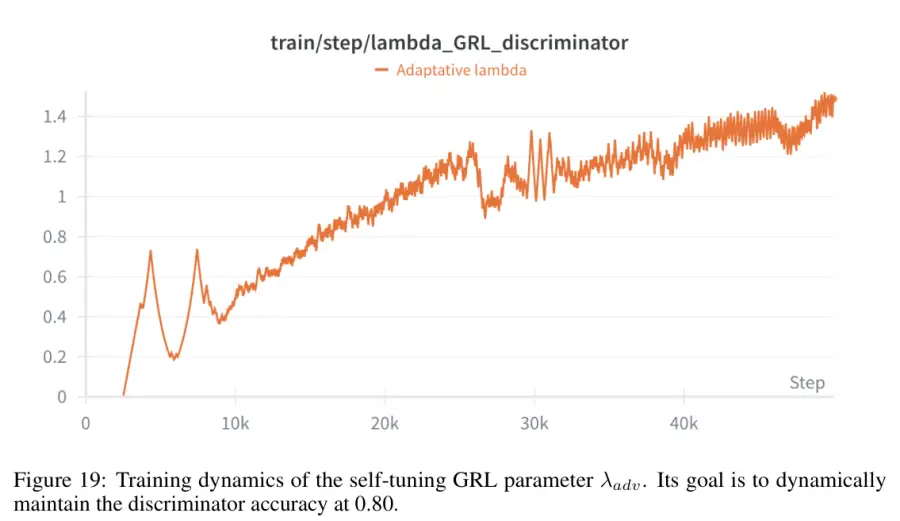 train/step/lambda_GRL_discriminator
Adaptative lambda
1.4
1.2
1
0.8
0.6
0.4
0.2
0
Step
0 10k 20k 30k 40k
Figure 19: Training dynamics of the self-tuning GRL parameter λadv. Its goal is to dynamically
maintain the discriminator accuracy at 0.80.